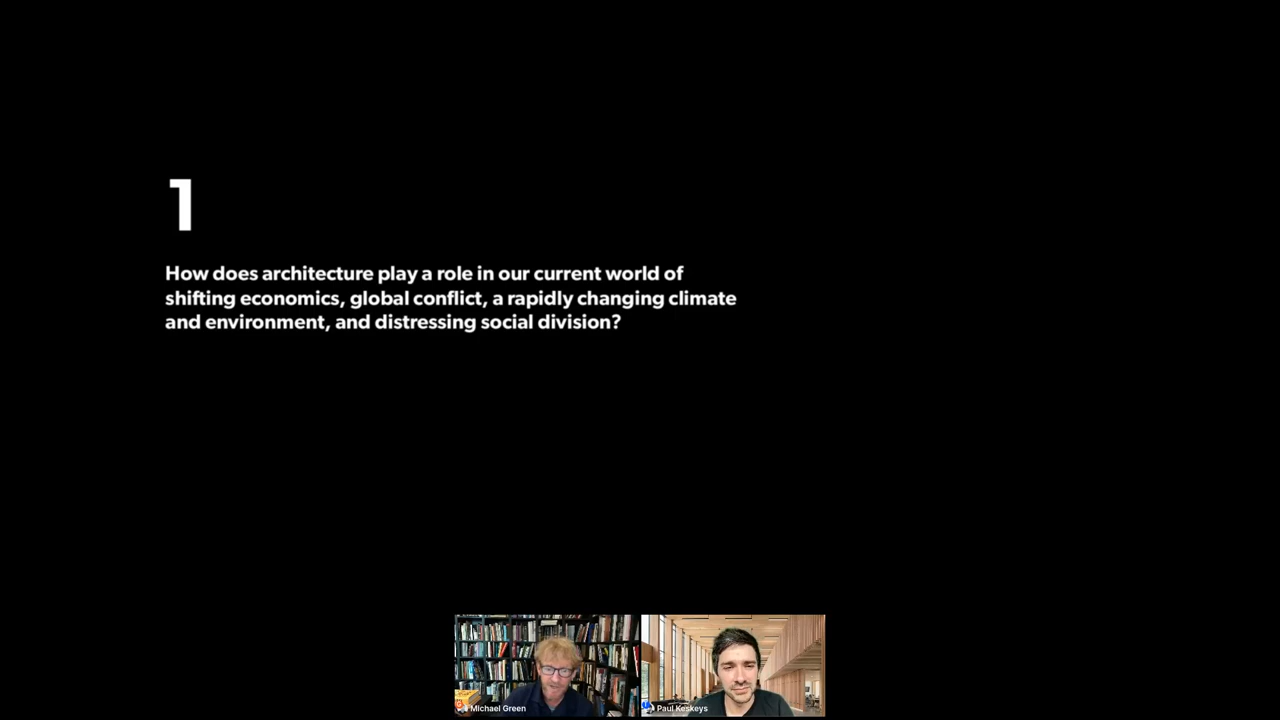 1
How does architecture play a role in our current world of
shifting economics, global conflict, a rapidly changing climate
and environment, and distressing social division?
Michael Green
Paul Keskeys